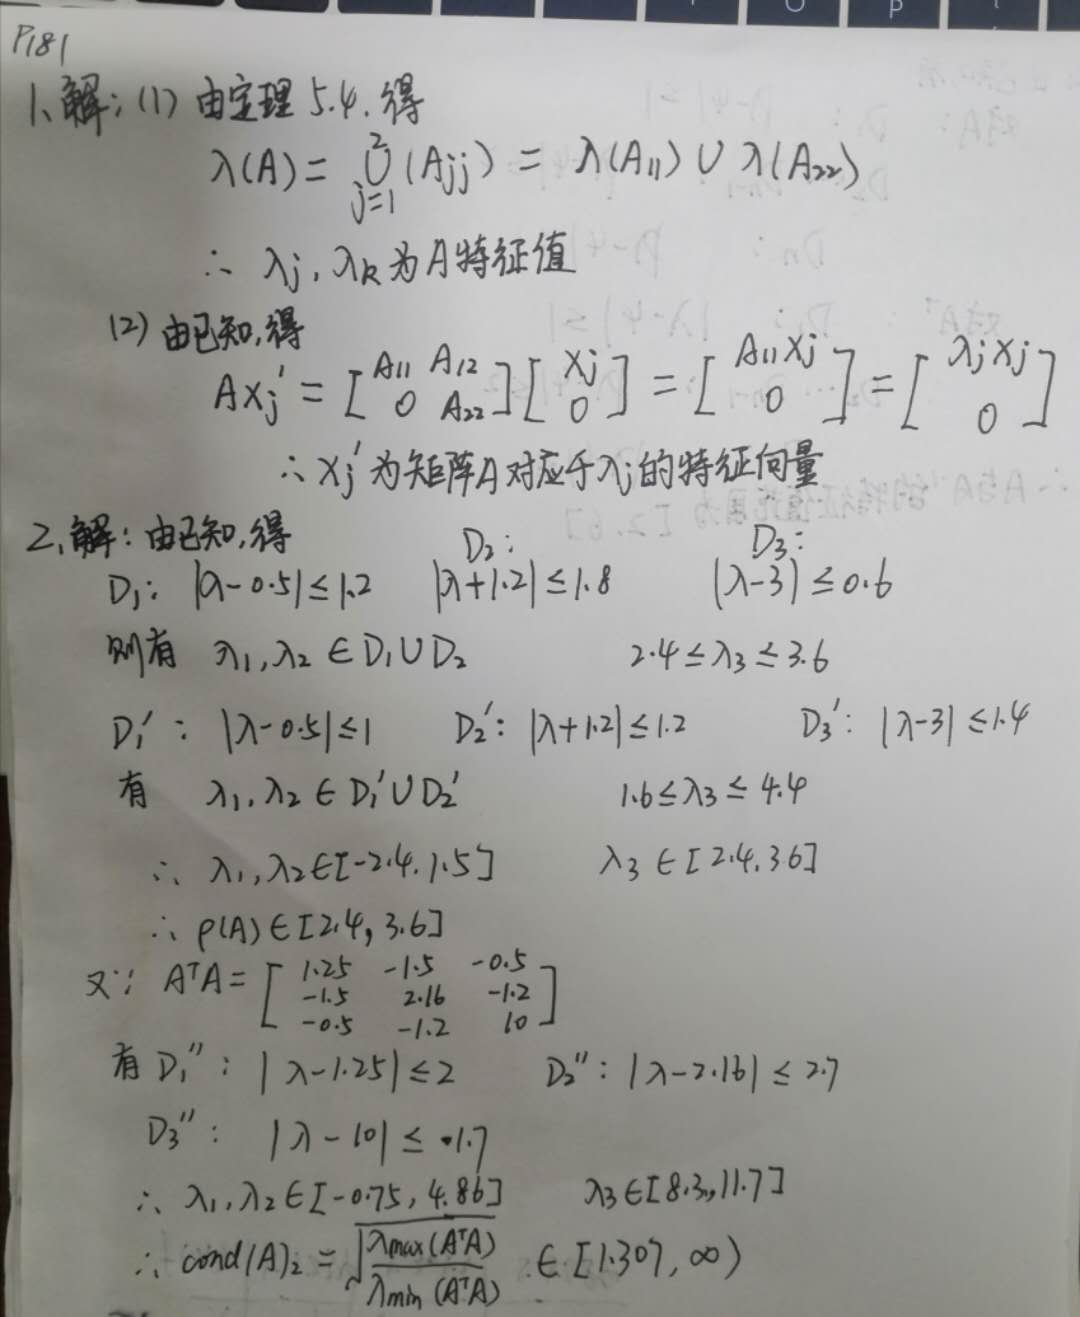 P181
1、解：(1) 由定理 5.4. 得
λ(A) = ∪_{j=1}^{2} (Ajj) = λ(A11) ∪ λ(A22)
∴ λj, λk 为A特征值
(2) 由已知,得
AXj' = [A11 A12; 0 A22][Xj; 0] = [A11Xj; 0] = [λjxj; 0]
∴ Xj' 为矩阵A对应于λj的特征向量
2、解：由已知,得 D2: D3:
D1: |λ-0.5| ≤ 1.2 |λ+1.2| ≤ 1.8 |λ-3| ≤ 0.6
则有 λ1, λ2 ∈ D1∪D2 2.4 ≤ λ3 ≤ 3.6
D1': |λ-0.5| ≤ 1 D2': |λ+1.2| ≤ 1.2 D3': |λ-3| ≤ 1.4
有 λ1, λ2 ∈ D1'∪D2' 1.6 ≤ λ3 ≤ 4.4
∴ λ1, λ2 ∈ [-2.4, 1.5] λ3 ∈ [2.4, 3.6]
∴ ρ(A) ∈ [2.4, 3.6]
又∵ AᵀA = [1.25 -1.5 -0.5; -1.5 2.16 -1.2; -0.5 -1.2 10]
有 D1'': |λ-1.25| ≤ 2 D2'': |λ-2.16| ≤ 2.7
D3'': |λ-10| ≤ 1.7
∴ λ1, λ2 ∈ [-0.75, 4.86] λ3 ∈ [8.3, 11.7]
∴ cond(A)₂ = √(λmax(AᵀA)/λmin(AᵀA)) ∈ [1.307, ∞)